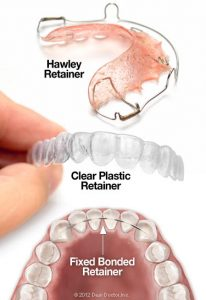 Hawley
Retainer
Clear Plastic
Retainer
Fixed Bonded
Retainer
© 2012 Dear Doctor, Inc.